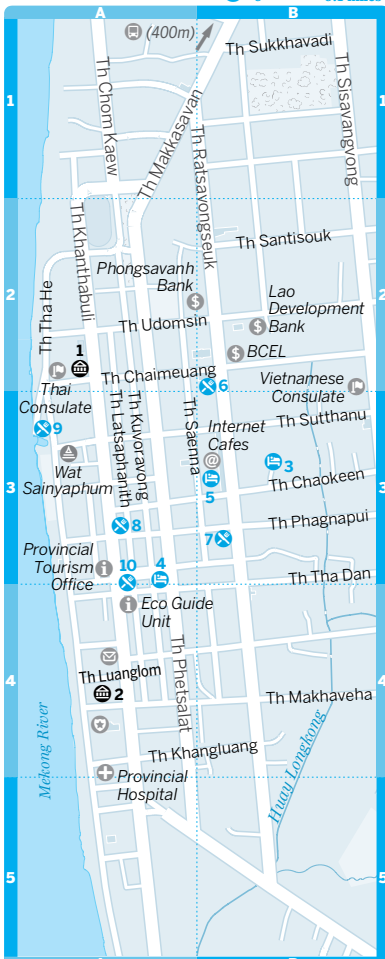 A
B
(400m)
Th Sukkhavadi
1
1
Th Chom Kaew
Th Makkasavan
Th Ratsavongseuk
Th Sisavangvong
Th Khanthabuli
Th Santisouk
Phongsavanh
Bank
2
2
Lao
Development
Bank
Th Tha He
Th Udomsin
$
$
$ BCEL
1
Th Chaimeuang
6
Vietnamese
Consulate
Thai
Consulate
9
Th Latsaphanith
Th Kuvoravong
Th Saenna
Internet
Cafes
@
Th Sutthanu
Wat
Sainyaphum
3
3
3
5
Th Chaokeen
8
Th Phagnapui
7
Provincial
Tourism
Office
i
10
4
Th Tha Dan
i
Eco Guide
Unit
Th Phetsalat
Th Luanglom
4
4
2
Th Makhaveha
Mekong River
Th Khangluang
Huay Longkong
Provincial
Hospital
5
5